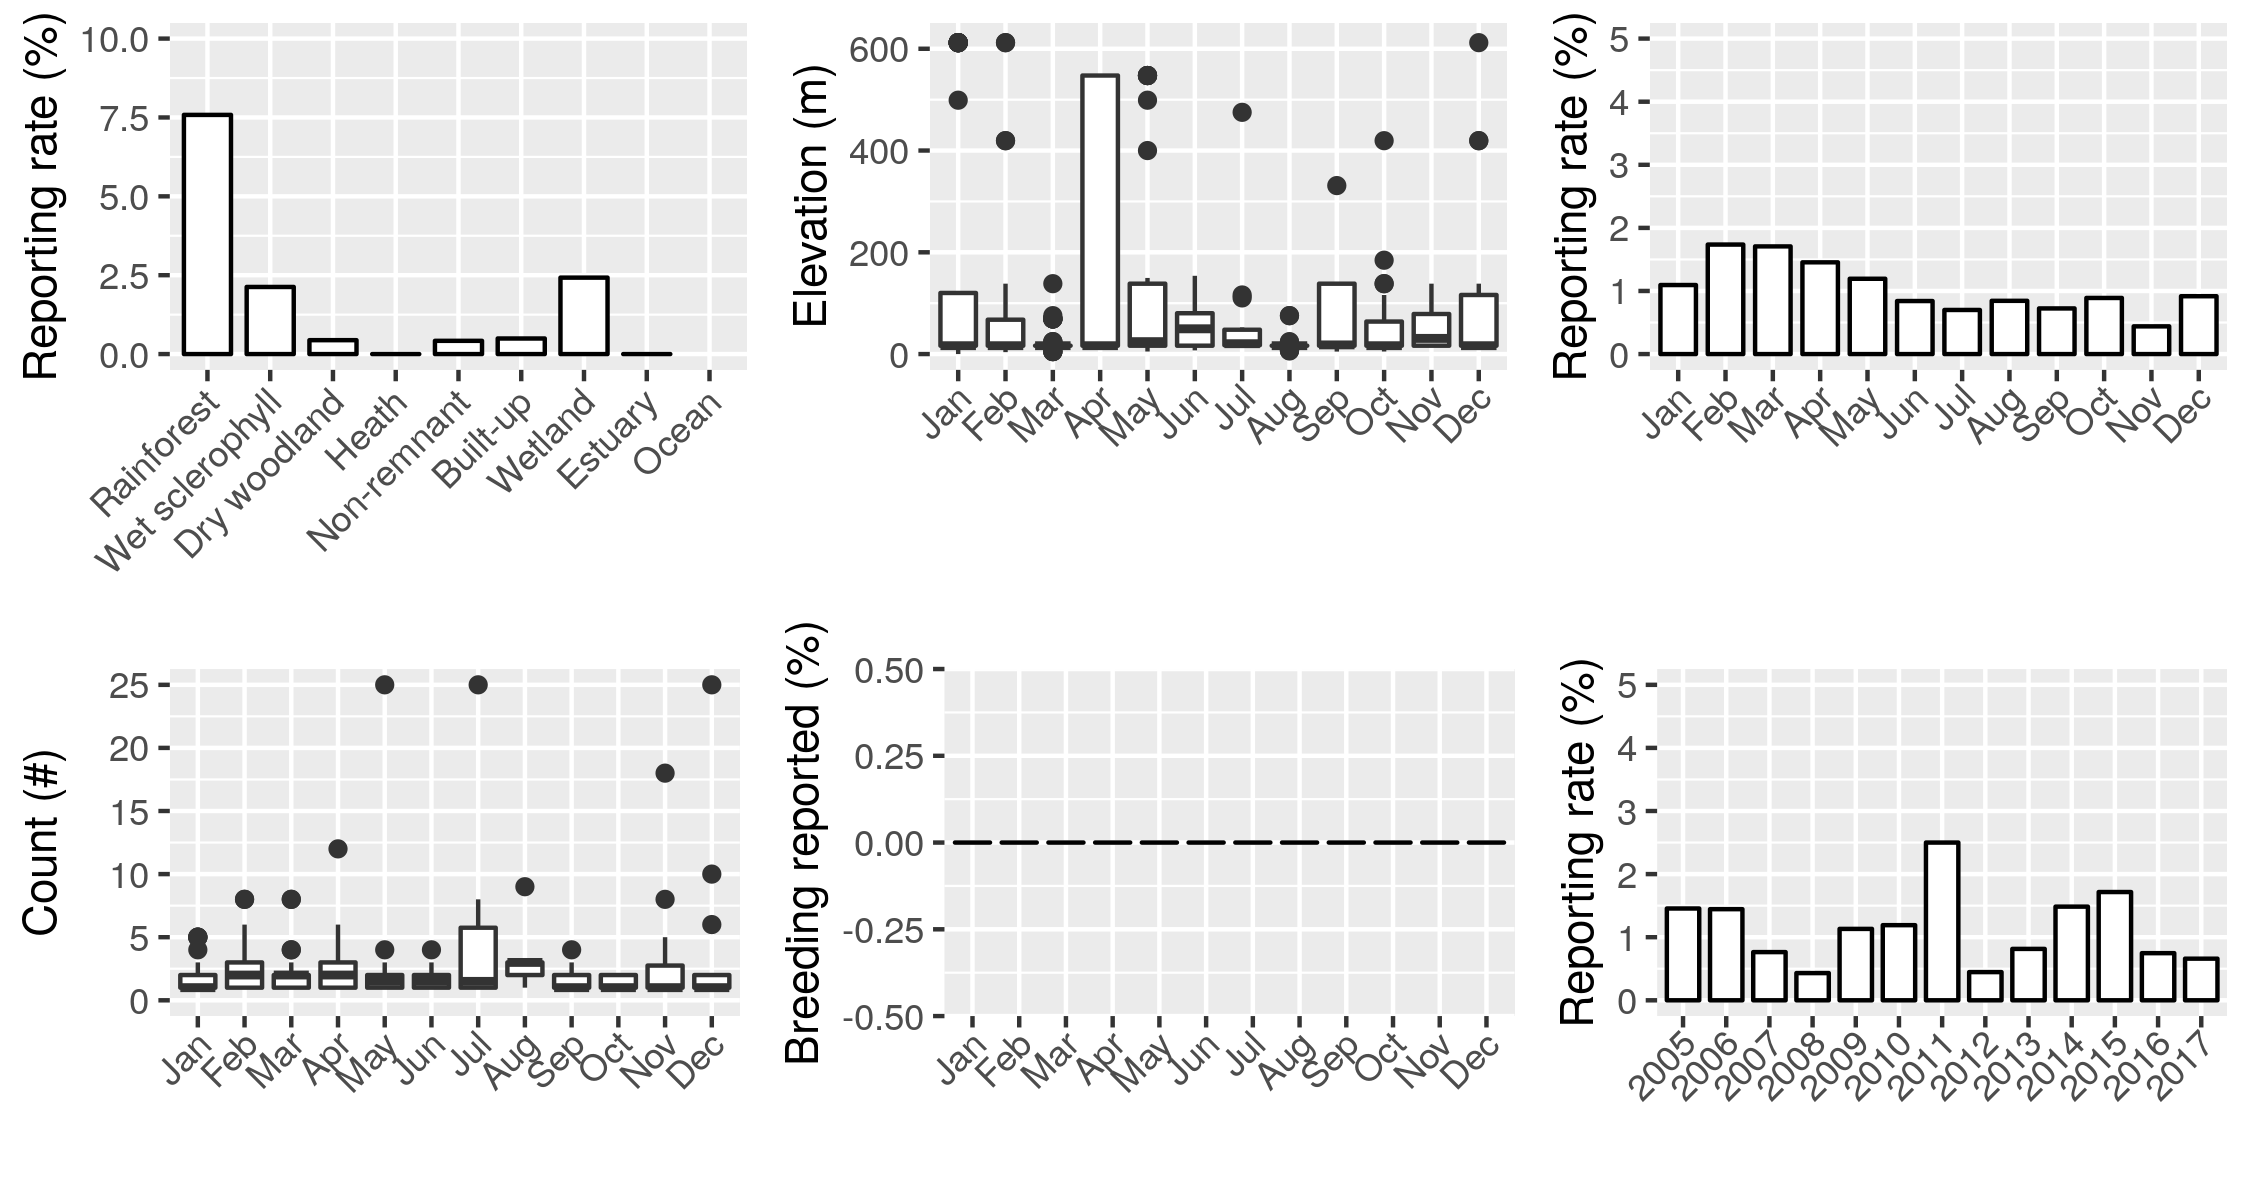 Reporting rate (%)
10.0
7.5
5.0
2.5
0.0
Rainforest
Wet sclerophyll
Dry woodland
Heath
Non-remnant
Built-up
Wetland
Estuary
Ocean
Elevation (m)
600
400
200
0
Jan
Feb
Mar
Apr
May
Jun
Jul
Aug
Sep
Oct
Nov
Dec
Reporting rate (%)
5
4
3
2
1
0
Jan
Feb
Mar
Apr
May
Jun
Jul
Aug
Sep
Oct
Nov
Dec
Count (#)
25
20
15
10
5
0
Jan
Feb
Mar
Apr
May
Jun
Jul
Aug
Sep
Oct
Nov
Dec
Breeding reported (%)
0.50
0.25
0.00
-0.25
-0.50
Jan
Feb
Mar
Apr
May
Jun
Jul
Aug
Sep
Oct
Nov
Dec
Reporting rate (%)
5
4
3
2
1
0
2005
2006
2007
2008
2009
2010
2011
2012
2013
2014
2015
2016
2017